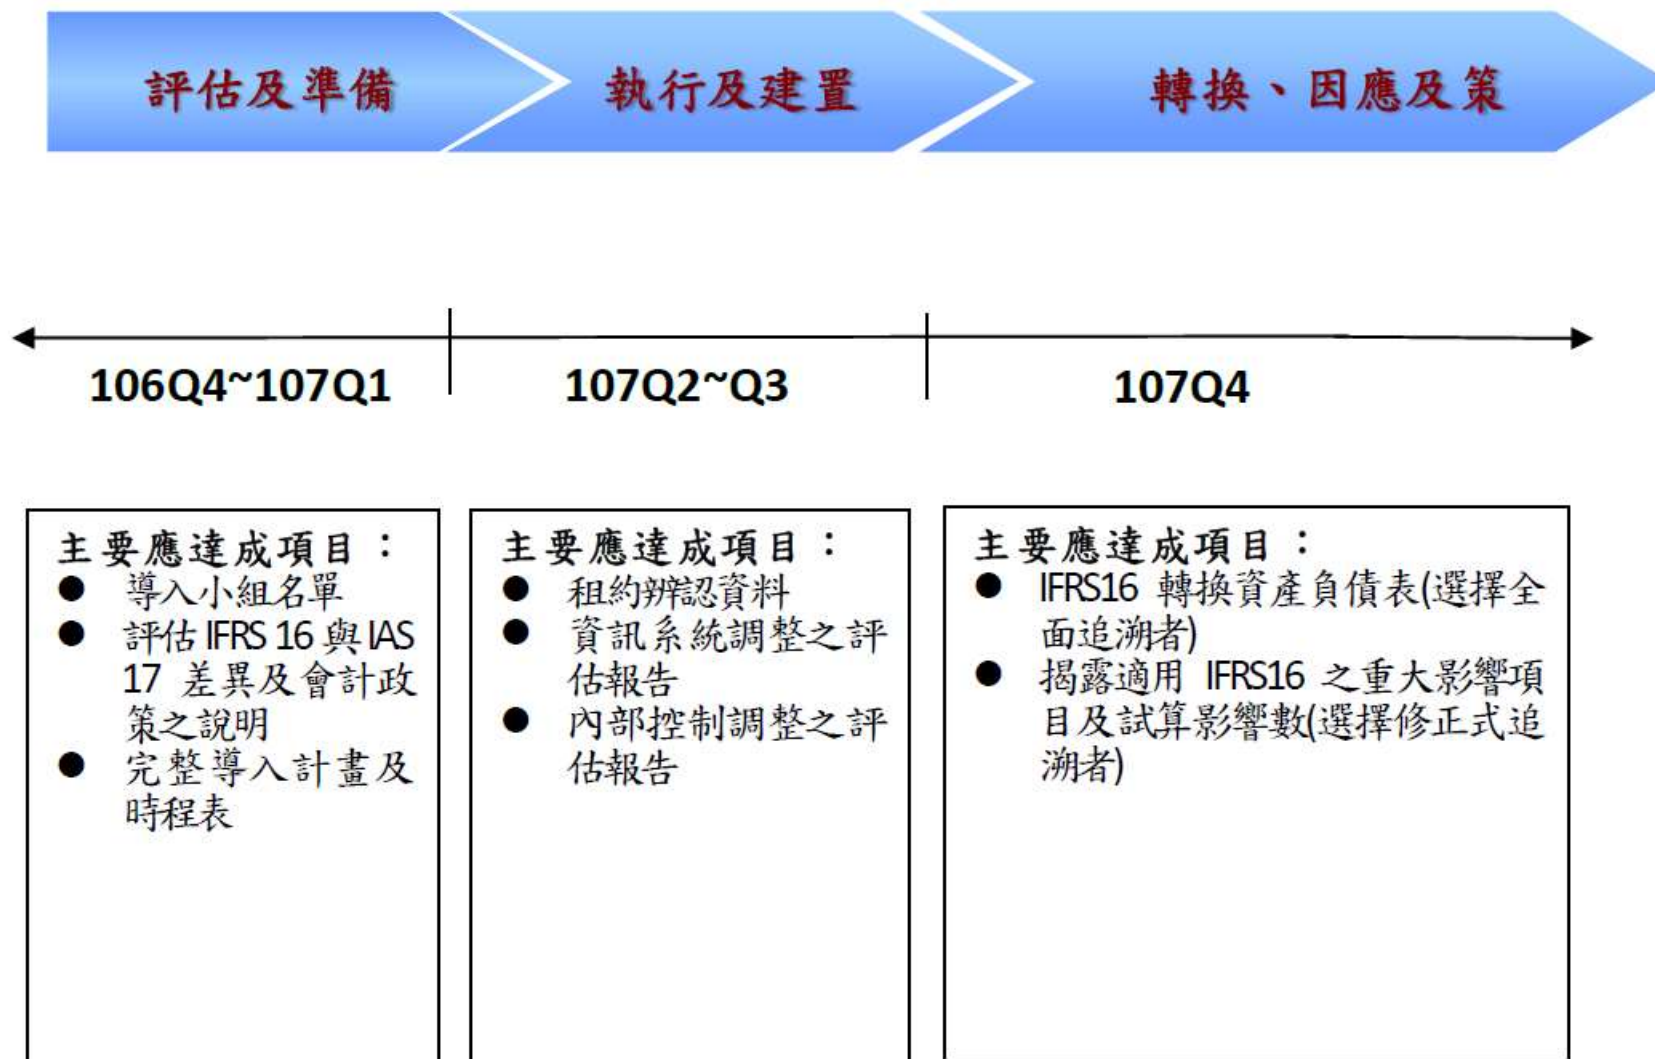 評估及準備
執行及建置
轉換、因應及策
106Q4~107Q1
107Q2~Q3
107Q4
主要應達成項目：
● 導入小組名單
● 評估 IFRS 16 與 IAS
17 差異及會計政
策之說明
● 完整導入計畫及
時程表
主要應達成項目：
● 租約辨認資料
● 資訊系統調整之評
估報告
● 內部控制調整之評
估報告
主要應達成項目：
● IFRS16 轉換資產負債表(選擇全
面追溯者)
● 揭露適用 IFRS16 之重大影響項
目及試算影響數(選擇修正式追
溯者)